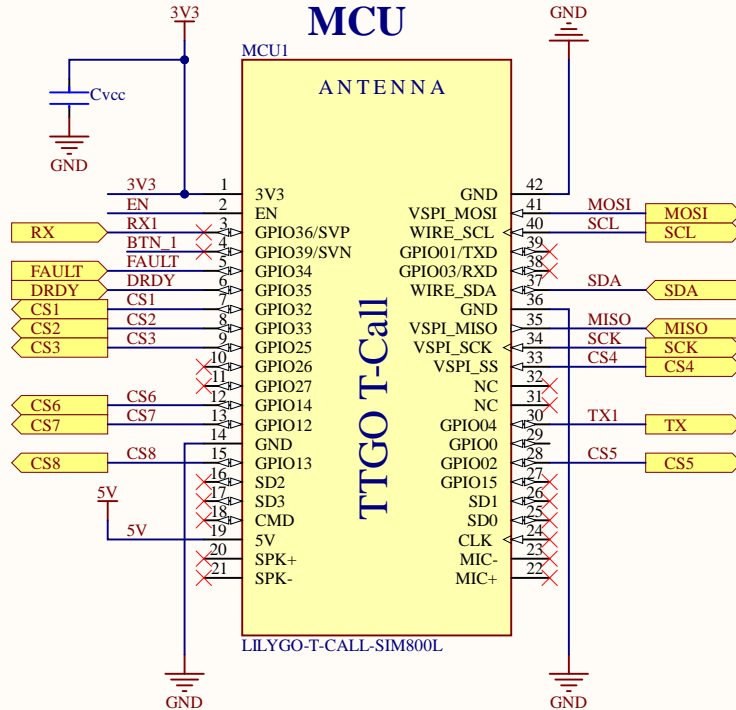 3V3
MCU
GND
MCU1
ANTENNA
Cvcc
GND
3V3 1 3V3 GND 42
EN 2 EN VSPI_MOSI 41 MOSI MOSI
RX RX1 3 GPIO36/SVP WIRE_SCL 40 SCL SCL
BTN_1 4 GPIO39/SVN GPIO01/TXD 39
FAULT FAULT 5 GPIO34 GPIO03/RXD 38
DRDY DRDY 6 GPIO35 WIRE_SDA 37 SDA SDA
CS1 CS1 7 GPIO32 GND 36
CS2 CS2 8 GPIO33 VSPI_MISO 35 MISO MISO
CS3 CS3 9 GPIO25 VSPI_SCK 34 SCK SCK
10 GPIO26 VSPI_SS 33 CS4 CS4
11 GPIO27 NC 32
CS6 CS6 12 GPIO14 NC 31
CS7 CS7 13 GPIO12 GPIO04 30 TX1 TX
14 GND GPIO0 29
CS8 CS8 15 GPIO13 GPIO02 28 CS5 CS5
16 SD2 GPIO15 27
17 SD3 SD1 26
18 CMD SD0 25
5V
5V 19 5V CLK 24
20 SPK+ MIC- 23
21 SPK- MIC+ 22
TTGO T-Call
LILYGO-T-CALL-SIM800L
GND
GND